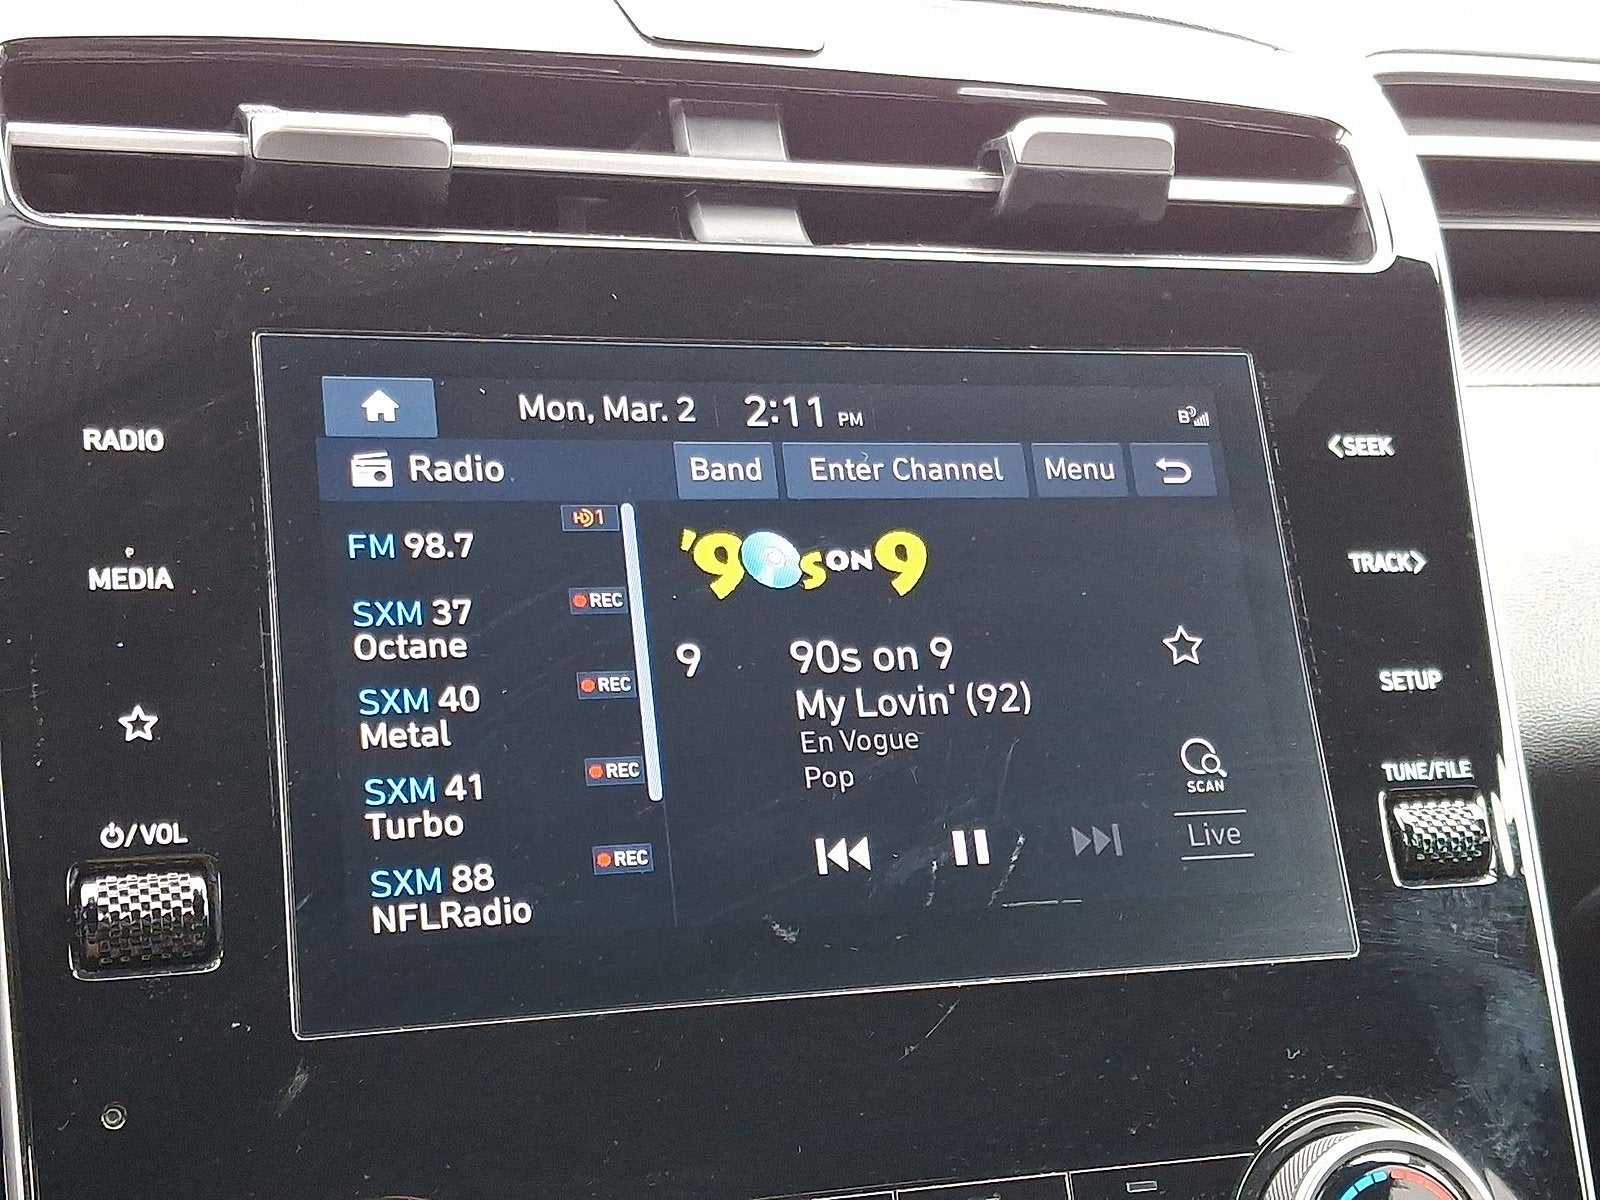 Mon, Mar. 2 2:11 PM
B
Radio
Band
Enter Channel
Menu
FM 98.7
HD1
SXM 37
Octane
REC
SXM 40
Metal
REC
SXM 41
Turbo
REC
SXM 88
NFLRadio
REC
'90s ON 9
9
90s on 9
My Lovin' (92)
En Vogue
Pop
SCAN
Live
RADIO
MEDIA
/VOL
<SEEK
TRACK>
SETUP
TUNE/FILE